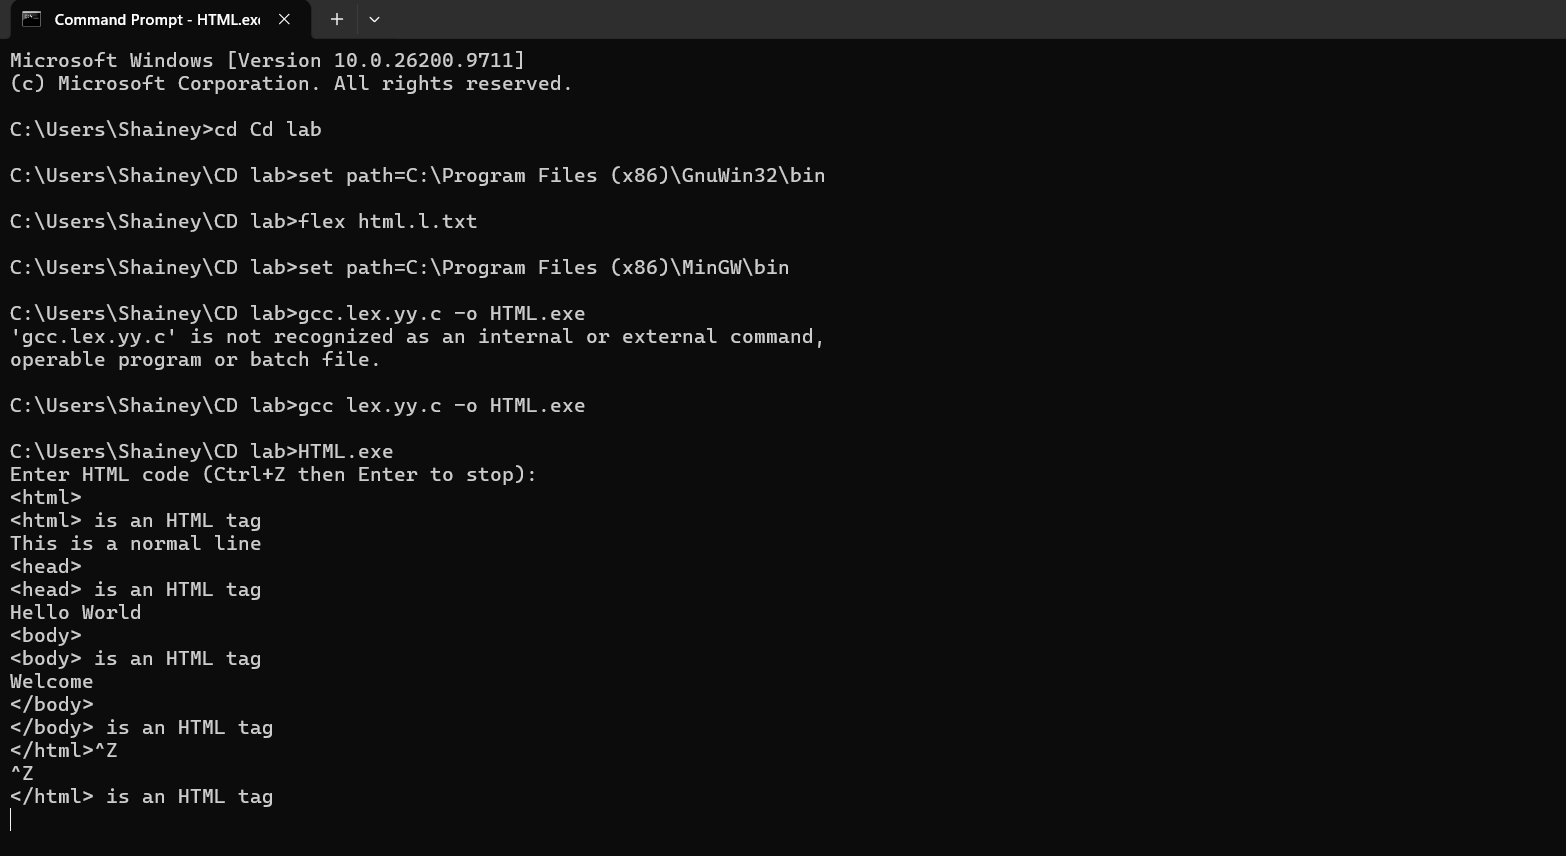 Command Prompt - HTML.exe
Microsoft Windows [Version 10.0.26200.9711]
(c) Microsoft Corporation. All rights reserved.
C:\Users\Shainey>cd Cd lab
C:\Users\Shainey\CD lab>set path=C:\Program Files (x86)\GnuWin32\bin
C:\Users\Shainey\CD lab>flex html.l.txt
C:\Users\Shainey\CD lab>set path=C:\Program Files (x86)\MinGW\bin
C:\Users\Shainey\CD lab>gcc.lex.yy.c -o HTML.exe
'gcc.lex.yy.c' is not recognized as an internal or external command,
operable program or batch file.
C:\Users\Shainey\CD lab>gcc lex.yy.c -o HTML.exe
C:\Users\Shainey\CD lab>HTML.exe
Enter HTML code (Ctrl+Z then Enter to stop):
<html>
<html> is an HTML tag
This is a normal line
<head>
<head> is an HTML tag
Hello World
<body>
<body> is an HTML tag
Welcome
</body>
</body> is an HTML tag
</html>^Z
^Z
</html> is an HTML tag